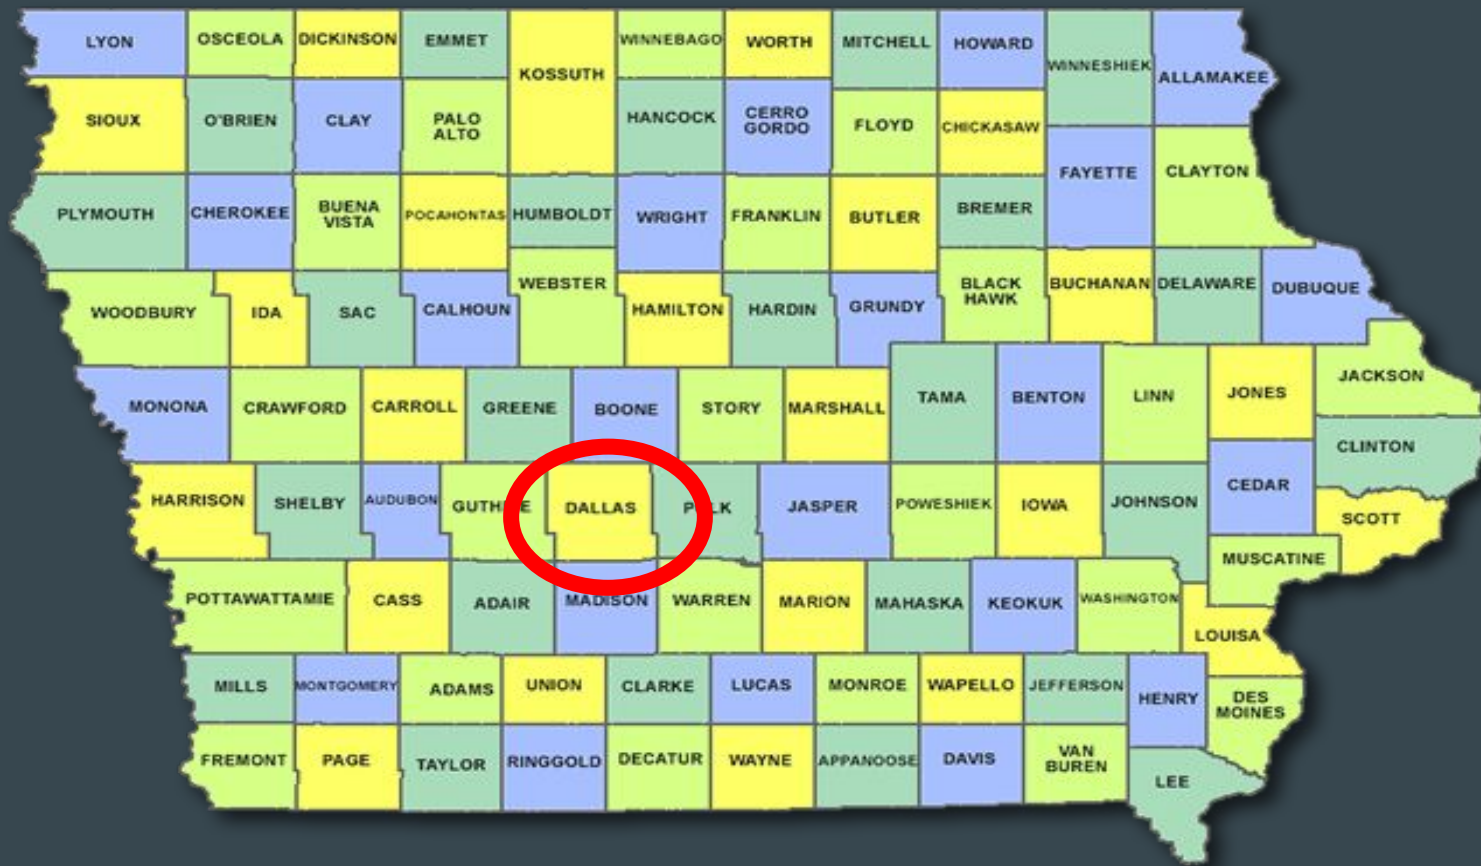 LYON
OSCEOLA
DICKINSON
EMMET
KOSSUTH
WINNEBAGO
WORTH
MITCHELL
HOWARD
WINNESHIEK
ALLAMAKEE
SIOUX
O'BRIEN
CLAY
PALO
ALTO
HANCOCK
CERRO
GORDO
FLOYD
CHICKASAW
FAYETTE
CLAYTON
PLYMOUTH
CHEROKEE
BUENA
VISTA
POCAHONTAS
HUMBOLDT
WRIGHT
FRANKLIN
BUTLER
BREMER
WOODBURY
IDA
SAC
CALHOUN
WEBSTER
HAMILTON
HARDIN
GRUNDY
BLACK
HAWK
BUCHANAN
DELAWARE
DUBUQUE
MONONA
CRAWFORD
CARROLL
GREENE
BOONE
STORY
MARSHALL
TAMA
BENTON
LINN
JONES
JACKSON
CLINTON
HARRISON
SHELBY
AUDUBON
GUTHRIE
DALLAS
POLK
JASPER
POWESHIEK
IOWA
JOHNSON
CEDAR
SCOTT
MUSCATINE
POTTAWATTAMIE
CASS
ADAIR
MADISON
WARREN
MARION
MAHASKA
KEOKUK
WASHINGTON
LOUISA
MILLS
MONTGOMERY
ADAMS
UNION
CLARKE
LUCAS
MONROE
WAPELLO
JEFFERSON
HENRY
DES
MOINES
FREMONT
PAGE
TAYLOR
RINGGOLD
DECATUR
WAYNE
APPANOOSE
DAVIS
VAN
BUREN
LEE